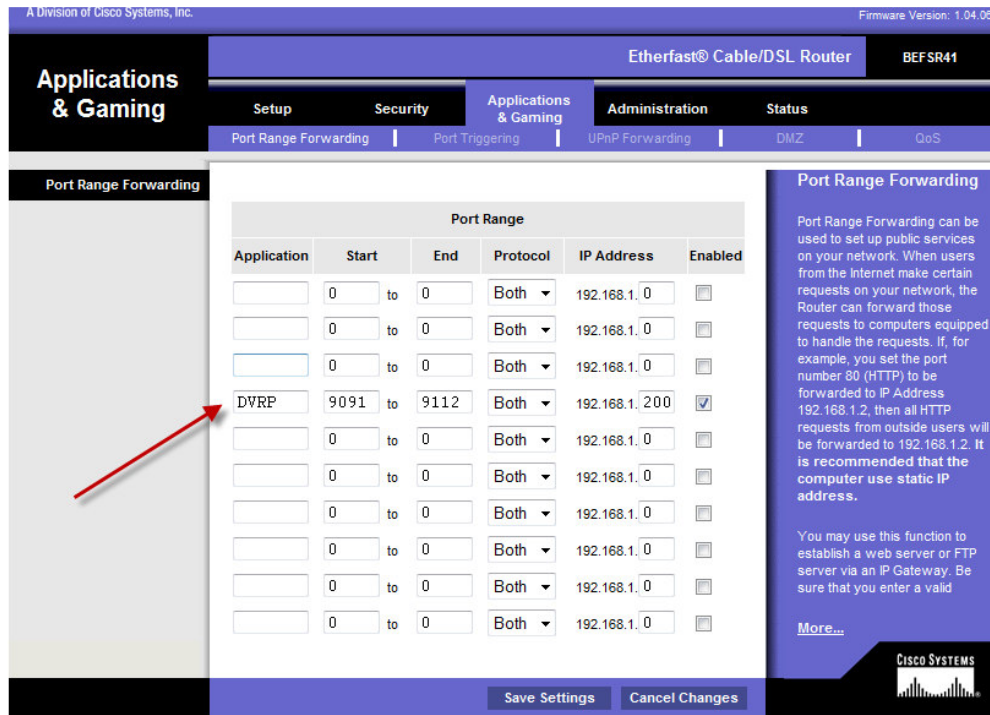 A Division of Cisco Systems, Inc.
Firmware Version: 1.04.06
Etherfast® Cable/DSL Router
BEFSR41
Applications
& Gaming
Setup
Security
Applications
& Gaming
Administration
Status
Port Range Forwarding
Port Triggering
UPnP Forwarding
DMZ
QoS
Port Range Forwarding
Port Range
Application Start End Protocol IP Address Enabled
0 to 0 Both 192.168.1. 0
0 to 0 Both 192.168.1. 0
0 to 0 Both 192.168.1. 0
DVRP 9091 to 9112 Both 192.168.1. 200
0 to 0 Both 192.168.1. 0
0 to 0 Both 192.168.1. 0
0 to 0 Both 192.168.1. 0
0 to 0 Both 192.168.1. 0
0 to 0 Both 192.168.1. 0
0 to 0 Both 192.168.1. 0
Port Range Forwarding
Port Range Forwarding can be
used to set up public services
on your network. When users
from the Internet make certain
requests on your network, the
Router can forward those
requests to computers equipped
to handle the requests. If, for
example, you set the port
number 80 (HTTP) to be
forwarded to IP Address
192.168.1.2, then all HTTP
requests from outside users will
be forwarded to 192.168.1.2. It
is recommended that the
computer use static IP
address.
You may use this function to
establish a web server or FTP
server via an IP Gateway. Be
sure that you enter a valid
More...
Save Settings
Cancel Changes
CISCO SYSTEMS